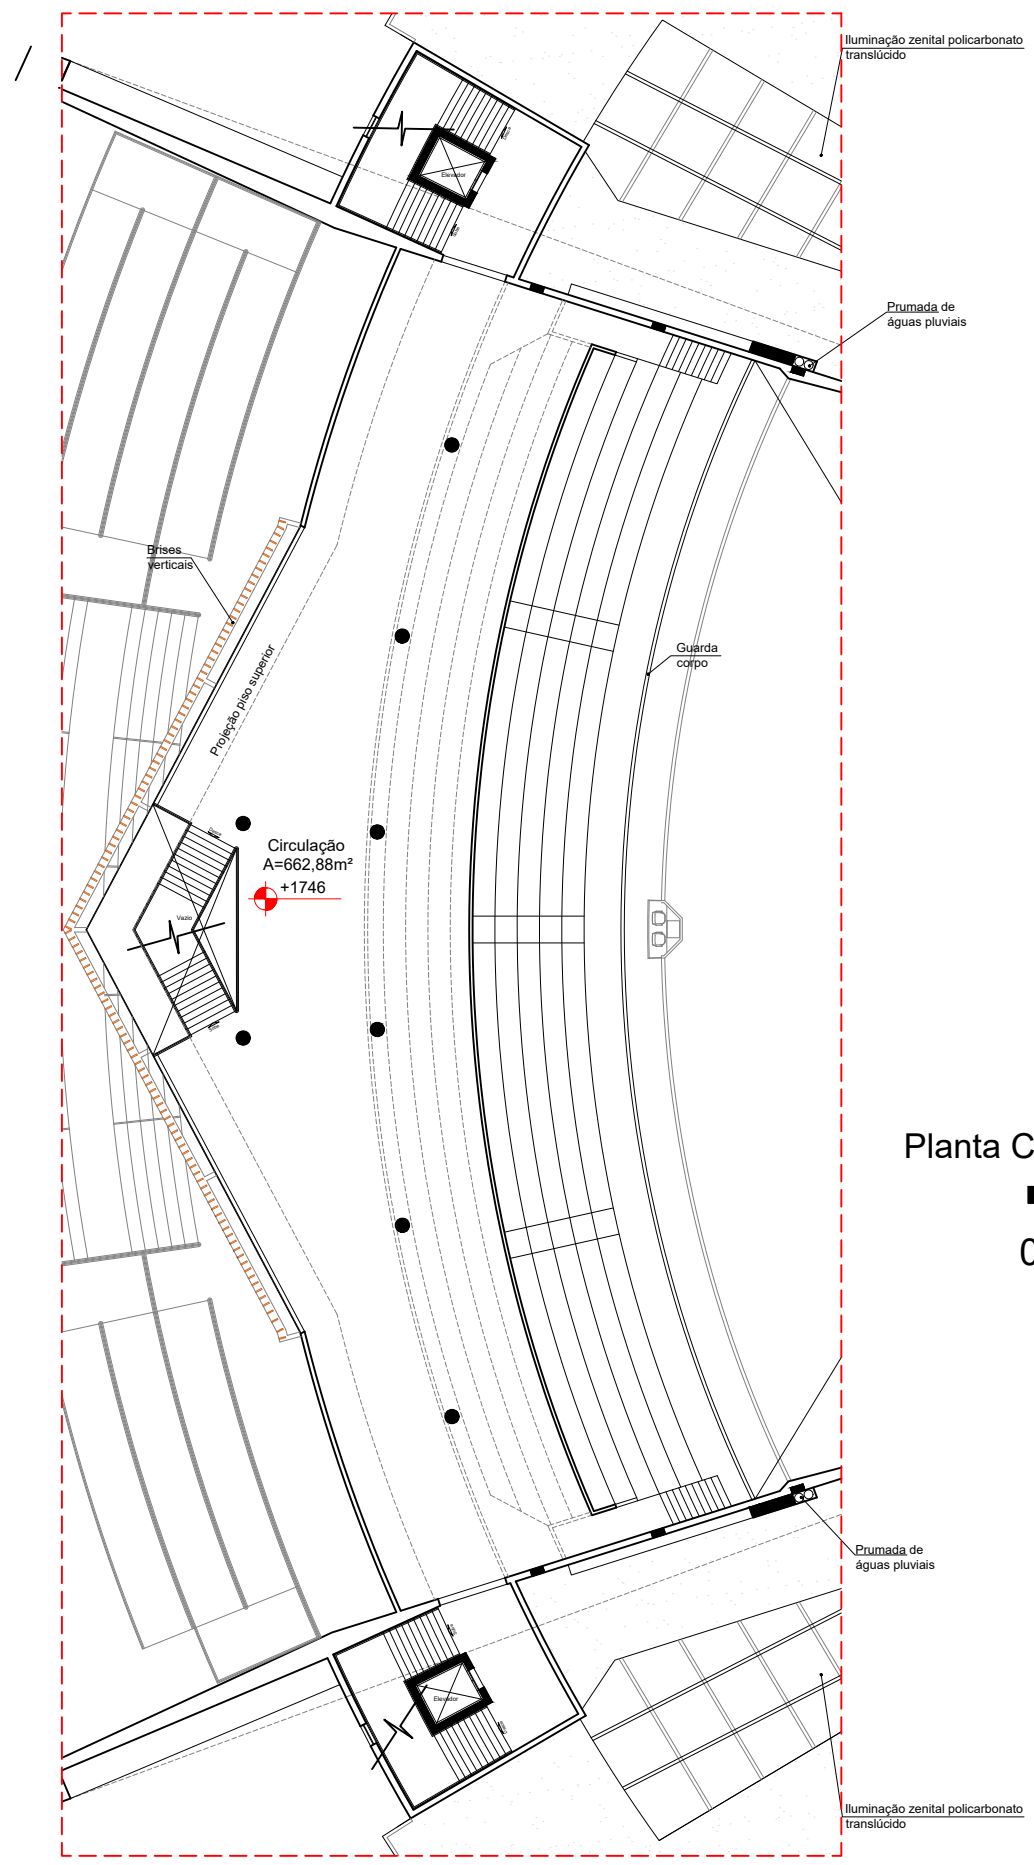 Iluminação zenital policarbonato
translúcido
Elevador
Prumada de
águas pluviais
Brises
verticais
Guarda
corpo
Projeção piso superior
Circulação
A=662,88m²
+1746
Vazio
Planta C
0
Prumada de
águas pluviais
Elevador
Iluminação zenital policarbonato
translúcido